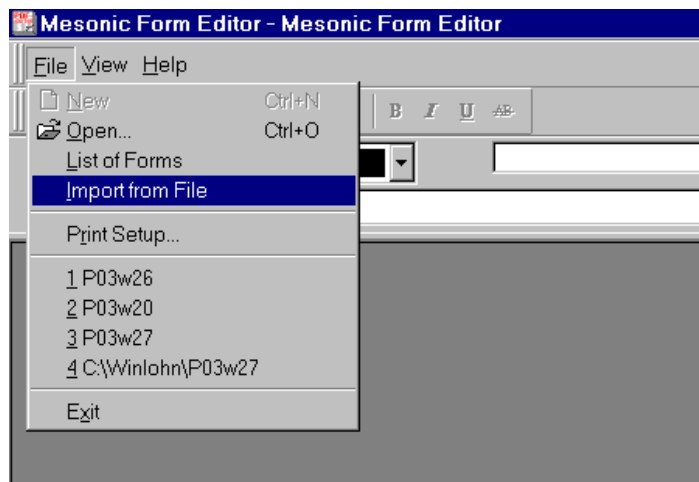 Mesonic Form Editor - Mesonic Form Editor
File View Help
New Ctrl+N
B I U AB
Open... Ctrl+O
List of Forms
Import from File
Print Setup...
1 P03w26
2 P03w20
3 P03w27
4 C:\Winlohn\P03w27
Exit